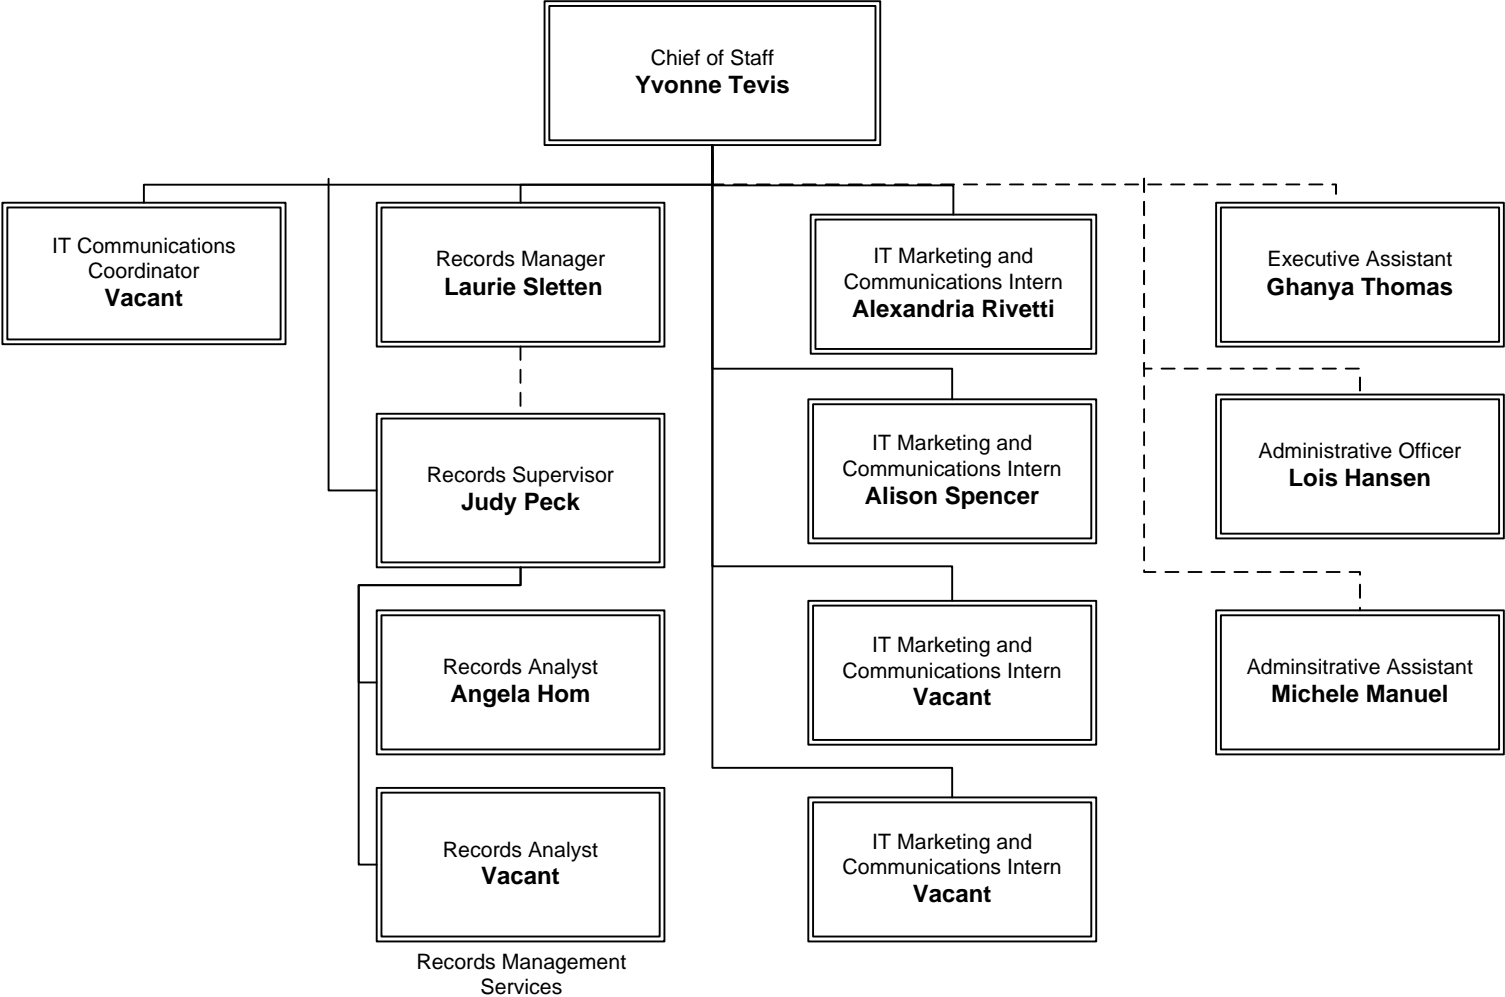 Chief of Staff
Yvonne Tevis
IT Communications
Coordinator
Vacant
Records Manager
Laurie Sletten
IT Marketing and
Communications Intern
Alexandria Rivetti
Executive Assistant
Ghanya Thomas
Records Supervisor
Judy Peck
IT Marketing and
Communications Intern
Alison Spencer
Administrative Officer
Lois Hansen
Records Analyst
Angela Hom
IT Marketing and
Communications Intern
Vacant
Adminsitrative Assistant
Michele Manuel
Records Analyst
Vacant
IT Marketing and
Communications Intern
Vacant
Records Management
Services